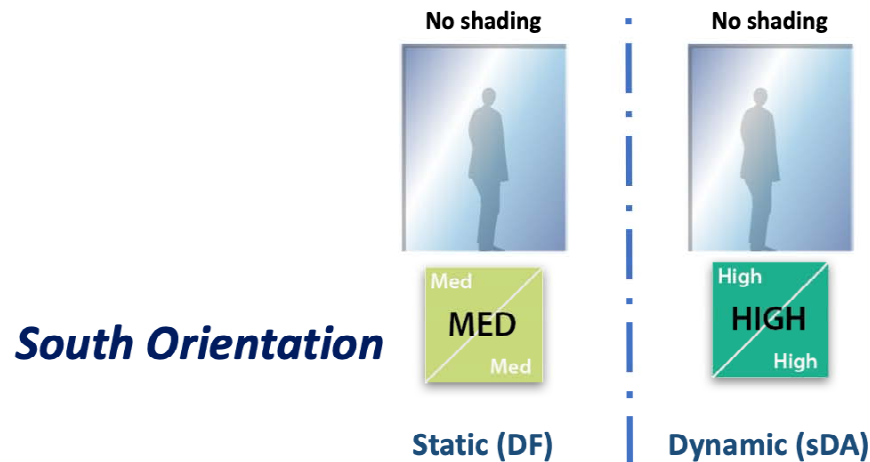 No shading
No shading
Med
MED
Med
High
HIGH
High
South Orientation
Static (DF)
Dynamic (sDA)